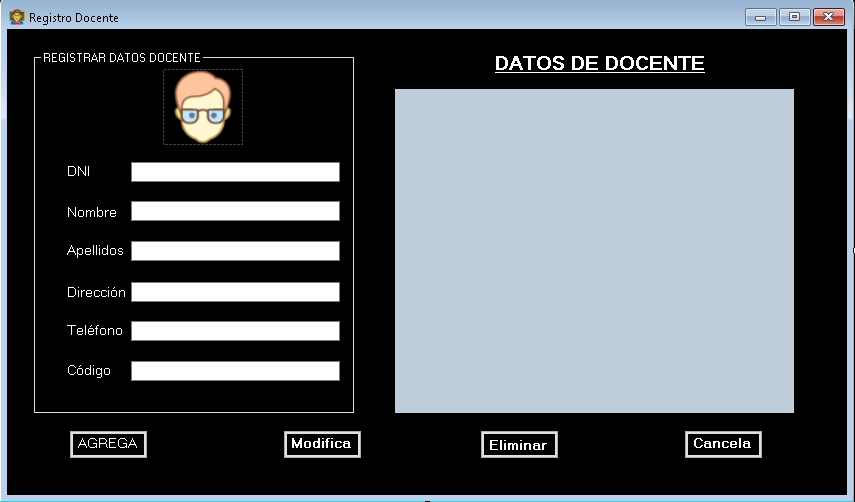 Registro Docente
REGISTRAR DATOS DOCENTE
DNI
Nombre
Apellidos
Dirección
Teléfono
Código
DATOS DE DOCENTE
AGREGA
Modifica
Eliminar
Cancela